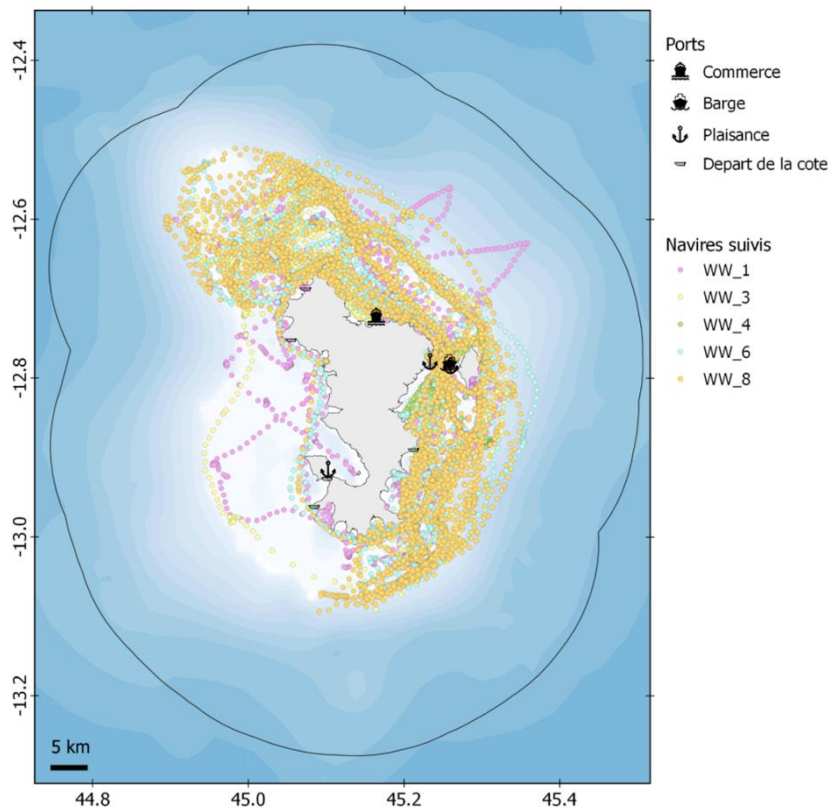 Ports
Commerce
Barge
Plaisance
Depart de la cote
Navires suivis
WW_1
WW_3
WW_4
WW_6
WW_8
-12.4
-12.6
-12.8
-13.0
-13.2
5 km
44.8 45.0 45.2 45.4